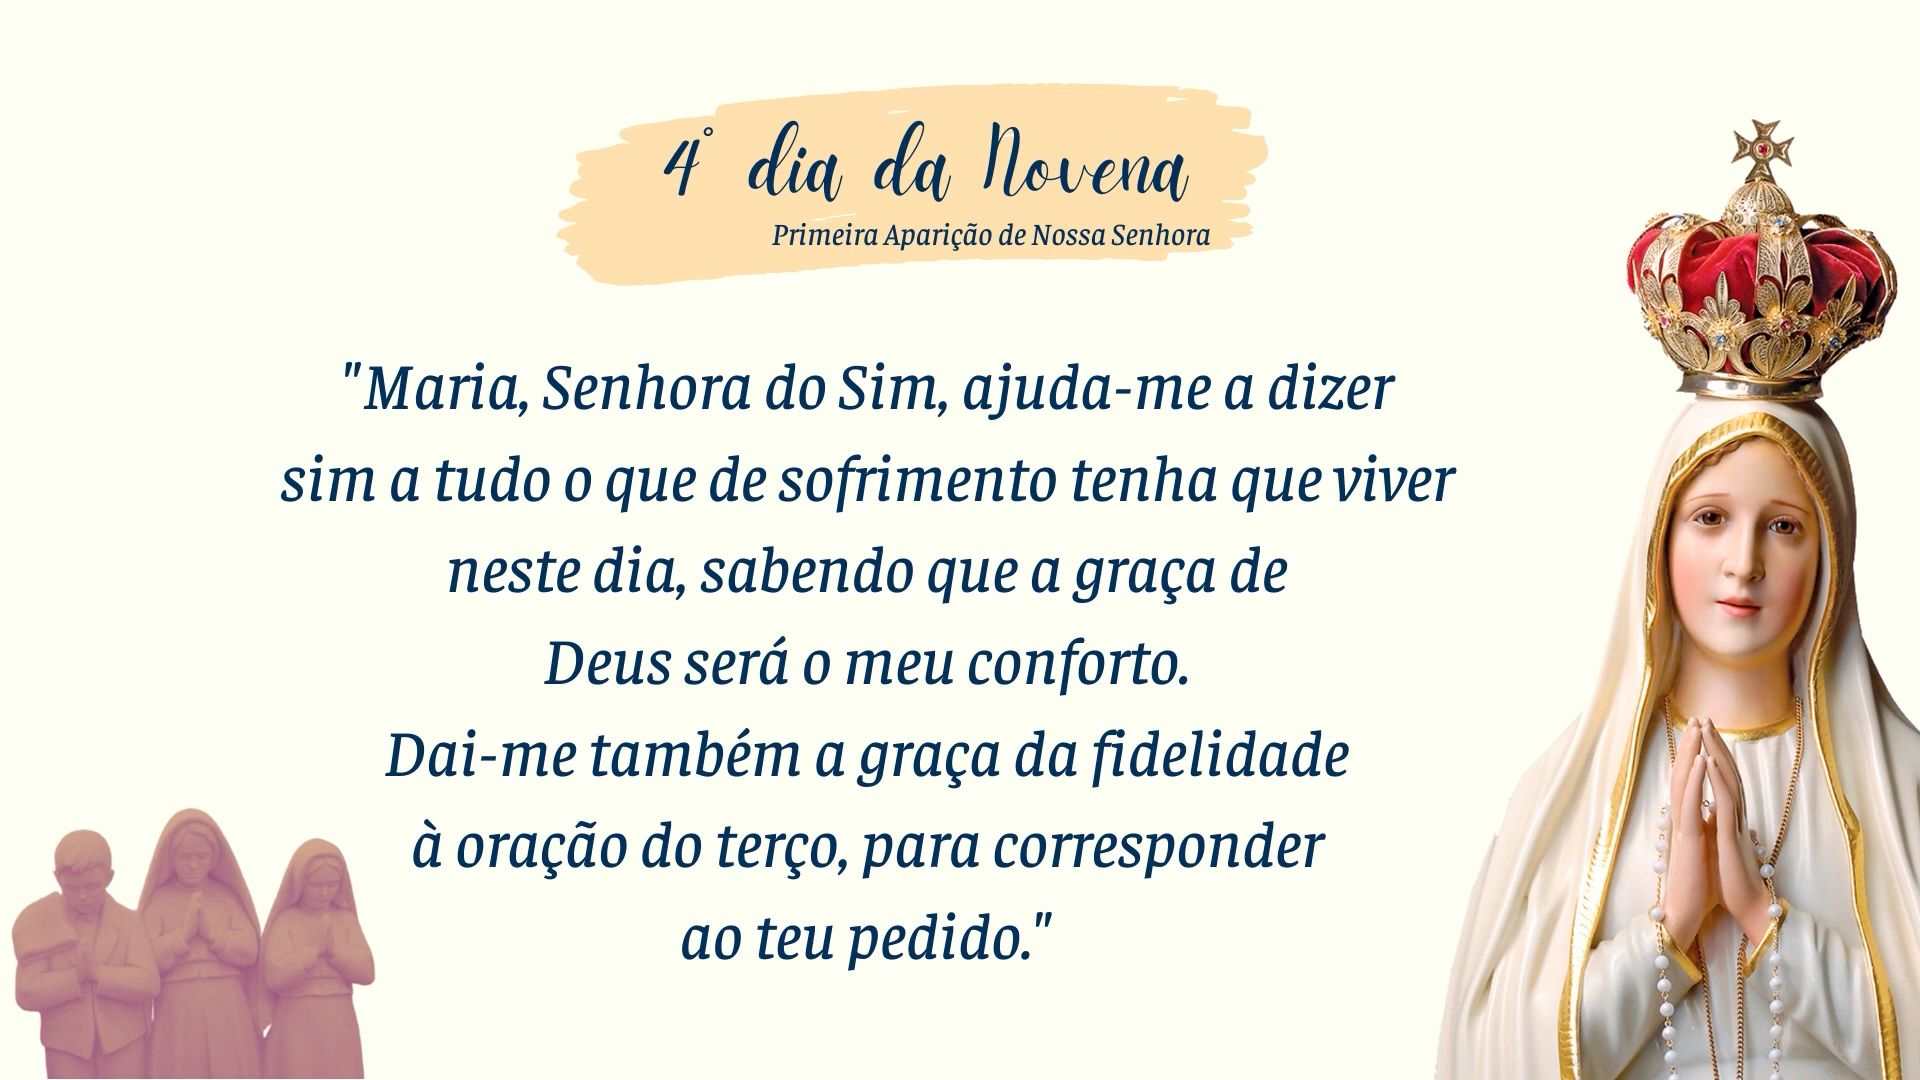 4° dia da Novena
Primeira Aparição de Nossa Senhora
"Maria, Senhora do Sim, ajuda-me a dizer
sim a tudo o que de sofrimento tenha que viver
neste dia, sabendo que a graça de
Deus será o meu conforto.
Dai-me também a graça da fidelidade
à oração do terço, para corresponder
ao teu pedido."